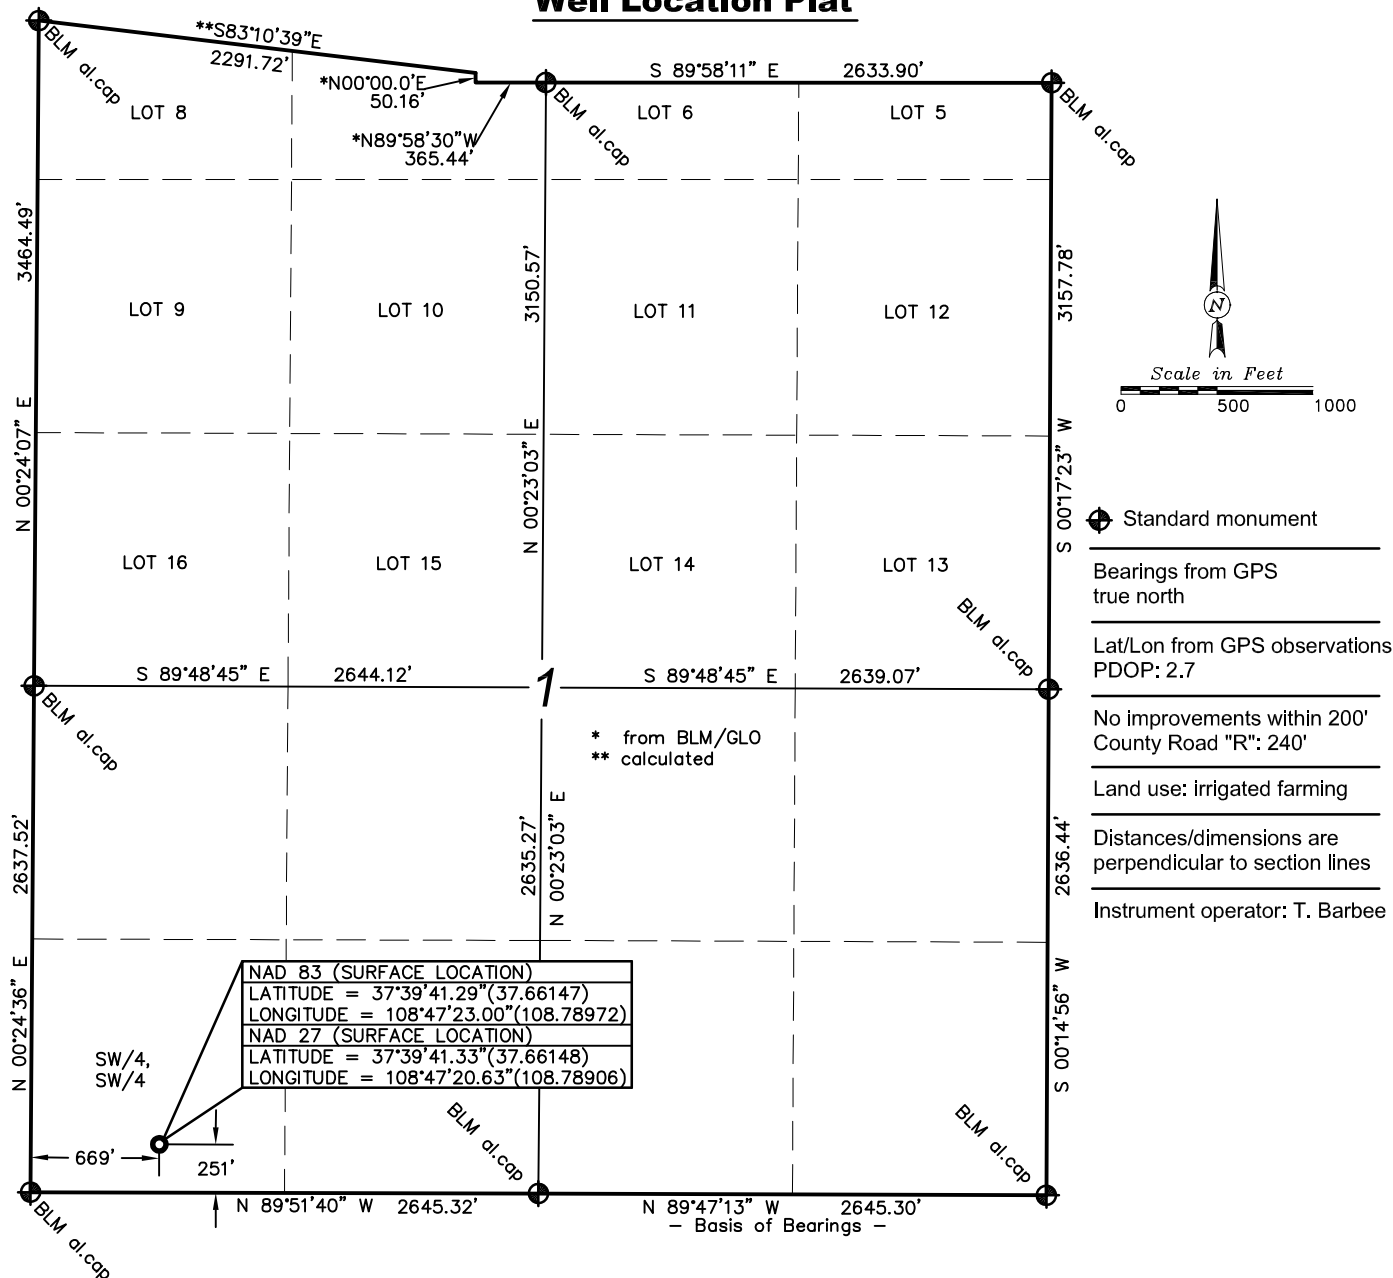 Well Location Plat
**S83°10'39"E
2291.72'
*N00°00.0'E
50.16'
*N89°58'30"W
365.44'
S 89°58'11" E 2633.90'
BLM al.cap
BLM al.cap
BLM al.cap
LOT 8
LOT 6
LOT 5
3464.49'
N 00°24'07" E
3150.57'
N 00°23'03" E
3157.78'
S 00°17'23" W
LOT 9
LOT 10
LOT 11
LOT 12
N
Scale in Feet
0 500 1000
LOT 16
LOT 15
LOT 14
LOT 13
Standard monument
Bearings from GPS
true north
Lat/Lon from GPS observations
PDOP: 2.7
No improvements within 200'
County Road "R": 240'
Land use: irrigated farming
Distances/dimensions are
perpendicular to section lines
Instrument operator: T. Barbee
BLM al.cap
S 89°48'45" E 2644.12'
1
S 89°48'45" E 2639.07'
BLM al.cap
* from BLM/GLO
** calculated
2637.52'
N 00°24'36" E
2635.27'
N 00°23'03" E
2636.44'
S 00°14'56" W
NAD 83 (SURFACE LOCATION)
LATITUDE = 37°39'41.29"(37.66147)
LONGITUDE = 108°47'23.00"(108.78972)
NAD 27 (SURFACE LOCATION)
LATITUDE = 37°39'41.33"(37.66148)
LONGITUDE = 108°47'20.63"(108.78906)
SW/4,
SW/4
669'
251'
BLM al.cap
BLM al.cap
BLM al.cap
N 89°51'40" W 2645.32'
N 89°47'13" W 2645.30'
– Basis of Bearings –